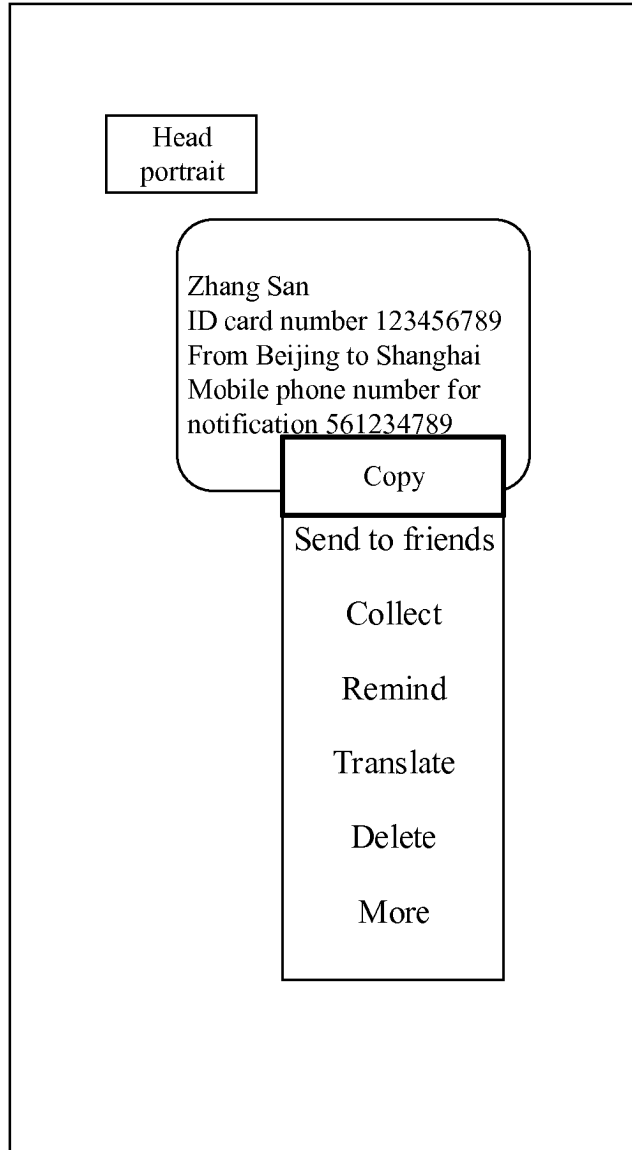 Head
portrait
Zhang San
ID card number 123456789
From Beijing to Shanghai
Mobile phone number for
notification 561234789
Copy
Send to friends
Collect
Remind
Translate
Delete
More